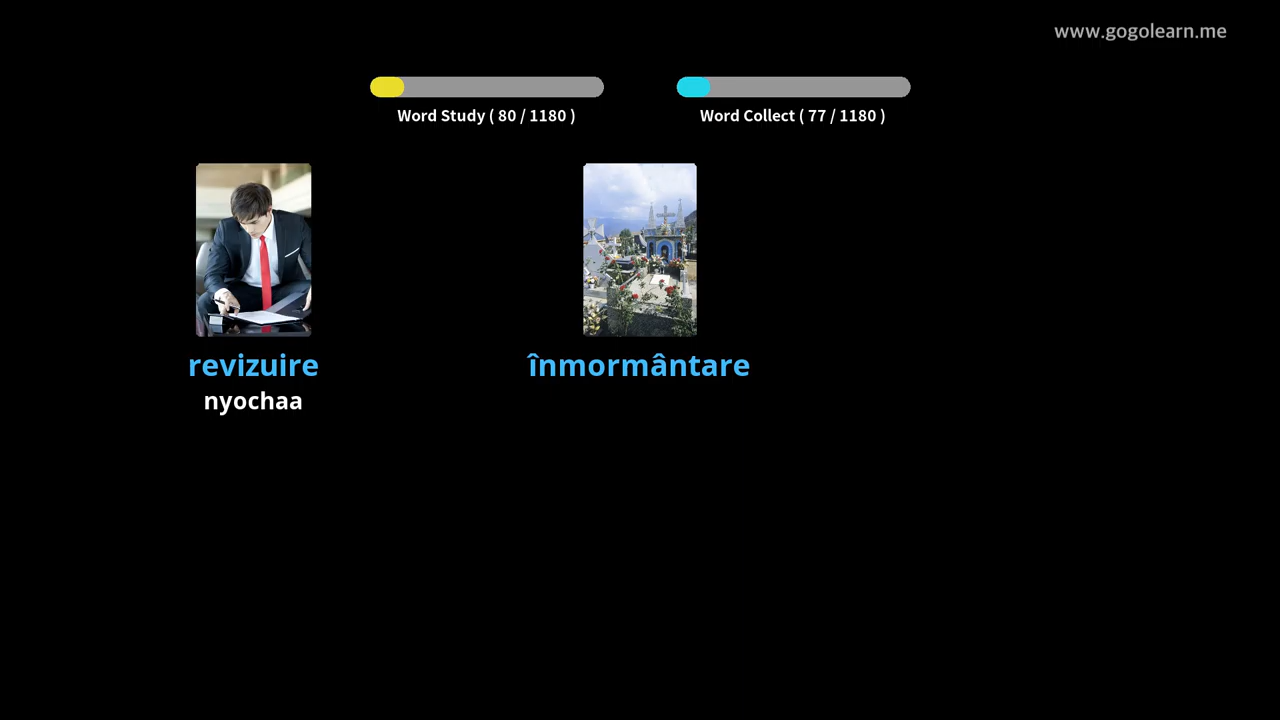 www.gogolearn.me
Word Study ( 80 / 1180 )
Word Collect ( 77 / 1180 )
revizuire
nyochaa
înmormântare